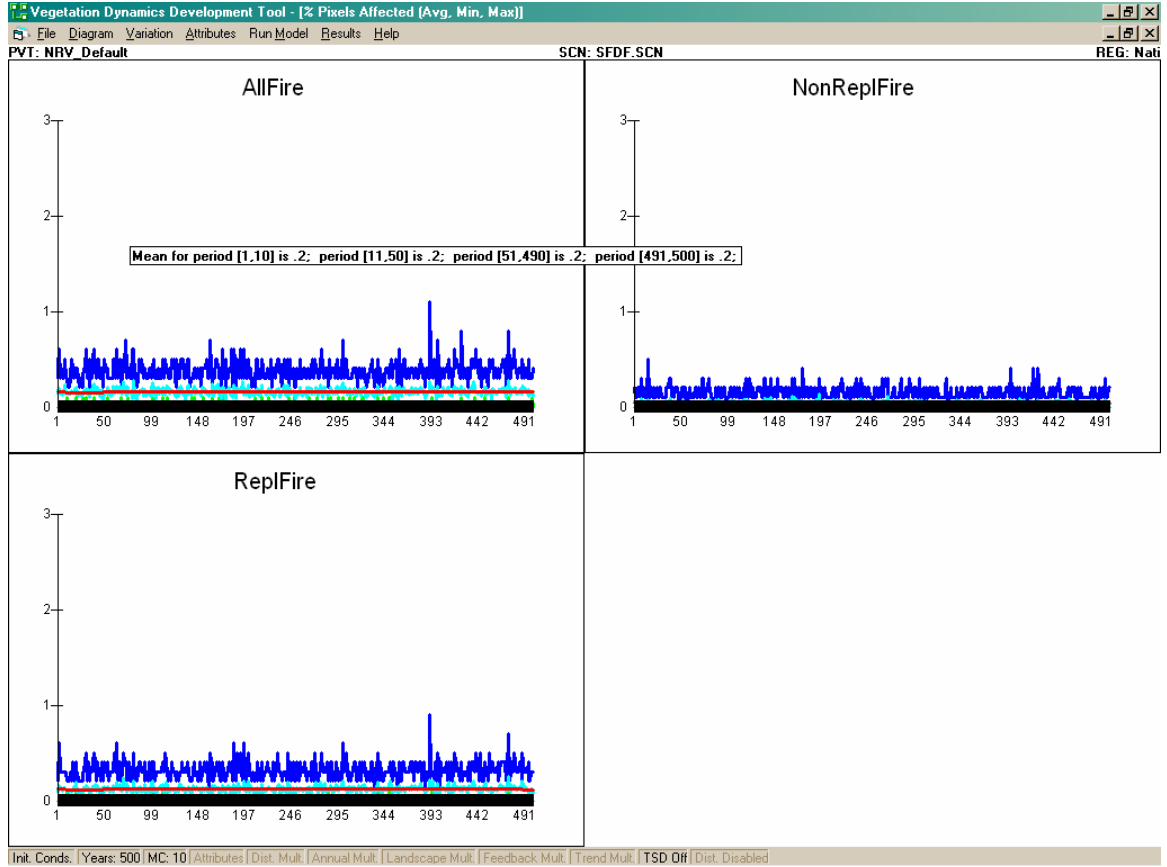 Vegetation Dynamics Development Tool - [% Pixels Affected (Avg, Min, Max)]
File Diagram Variation Attributes Run Model Results Help
PVT: NRV_Default SCN: SFDF.SCN REG: Nati
AllFire NonReplFire
3 3
2 2
Mean for period [1,10] is .2; period [11,50] is .2; period [51,490] is .2; period [491,500] is .2;
1 1
0 0
1 50 99 148 197 246 295 344 393 442 491 1 50 99 148 197 246 295 344 393 442 491
ReplFire
3
2
1
0
1 50 99 148 197 246 295 344 393 442 491
Init. Conds. Years: 500 MC: 10 Attributes Dist. Mult. Annual Mult. Landscape Mult. Feedback Mult. Trend Mult. TSD Off Dist. Disabled